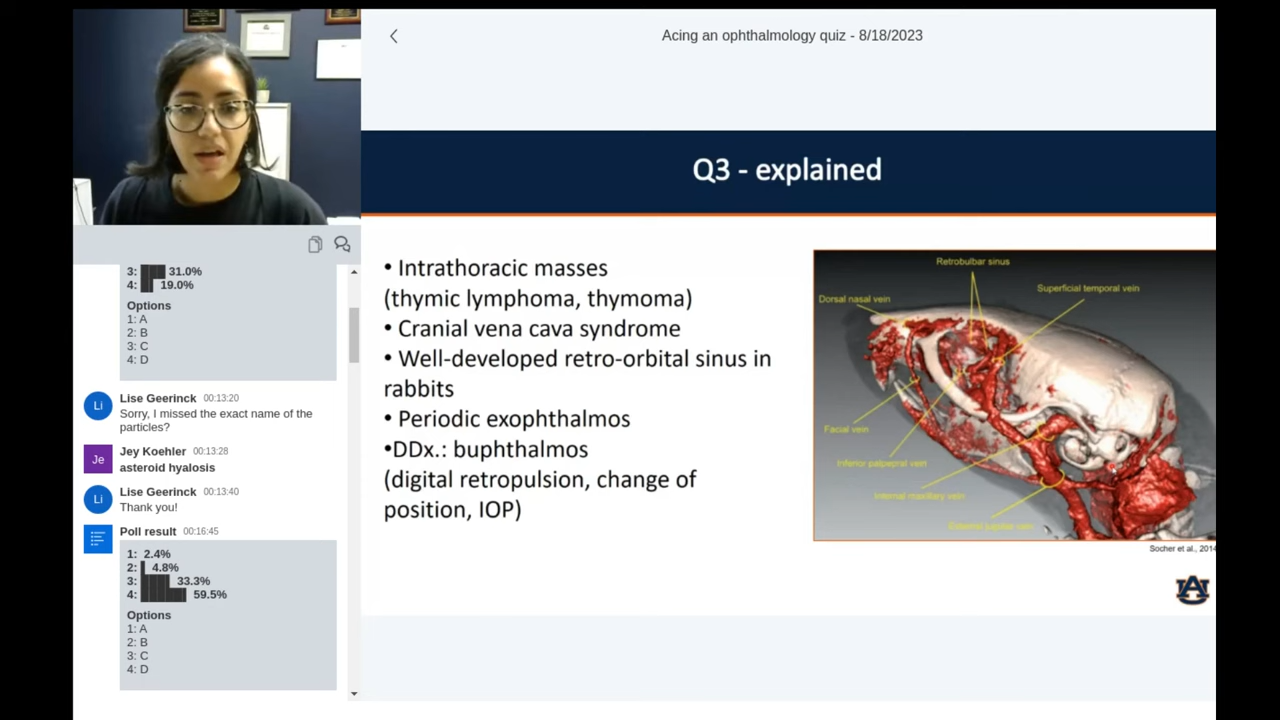 Acing an ophthalmology quiz - 8/18/2023
3: 31.0%
4: 19.0%
Options
1: A
2: B
3: C
4: D
Li
Lise Geerinck 00:13:20
Sorry, I missed the exact name of the
particles?
Je
Jey Koehler 00:13:28
asteroid hyalosis
Li
Lise Geerinck 00:13:40
Thank you!
Poll result 00:16:45
1: 2.4%
2: 4.8%
3: 33.3%
4: 59.5%
Options
1: A
2: B
3: C
4: D
Q3 - explained
• Intrathoracic masses
(thymic lymphoma, thymoma)
• Cranial vena cava syndrome
• Well-developed retro-orbital sinus in
rabbits
• Periodic exophthalmos
•DDx.: buphthalmos
(digital retropulsion, change of
position, IOP)
Retrobulbar sinus
Superficial temporal vein
Dorsal nasal vein
Facial vein
Inferior palpepral vein
Internal maxillary vein
External jugular vein
Socher et al., 2014
AU